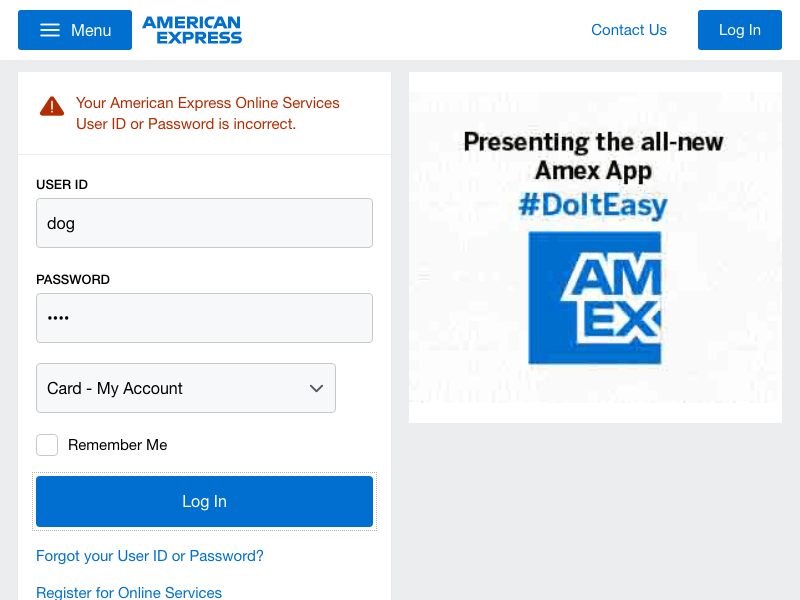 Menu
AMERICAN
EXPRESS
Contact Us
Log In
Your American Express Online Services
User ID or Password is incorrect.
USER ID
dog
PASSWORD
••••
Card - My Account
Remember Me
Log In
Forgot your User ID or Password?
Register for Online Services
Presenting the all-new
Amex App
#DoItEasy
AM
EX